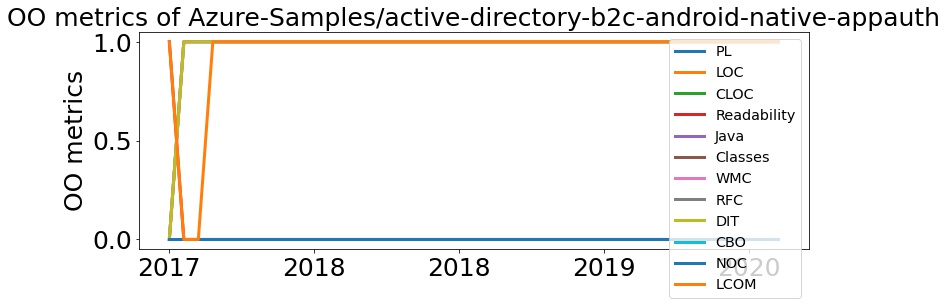 OO metrics of Azure-Samples/active-directory-b2c-android-native-appauth
OO metrics
1.0
0.5
0.0
2017
2018
2018
2019
2020
PL
LOC
CLOC
Readability
Java
Classes
WMC
RFC
DIT
CBO
NOC
LCOM